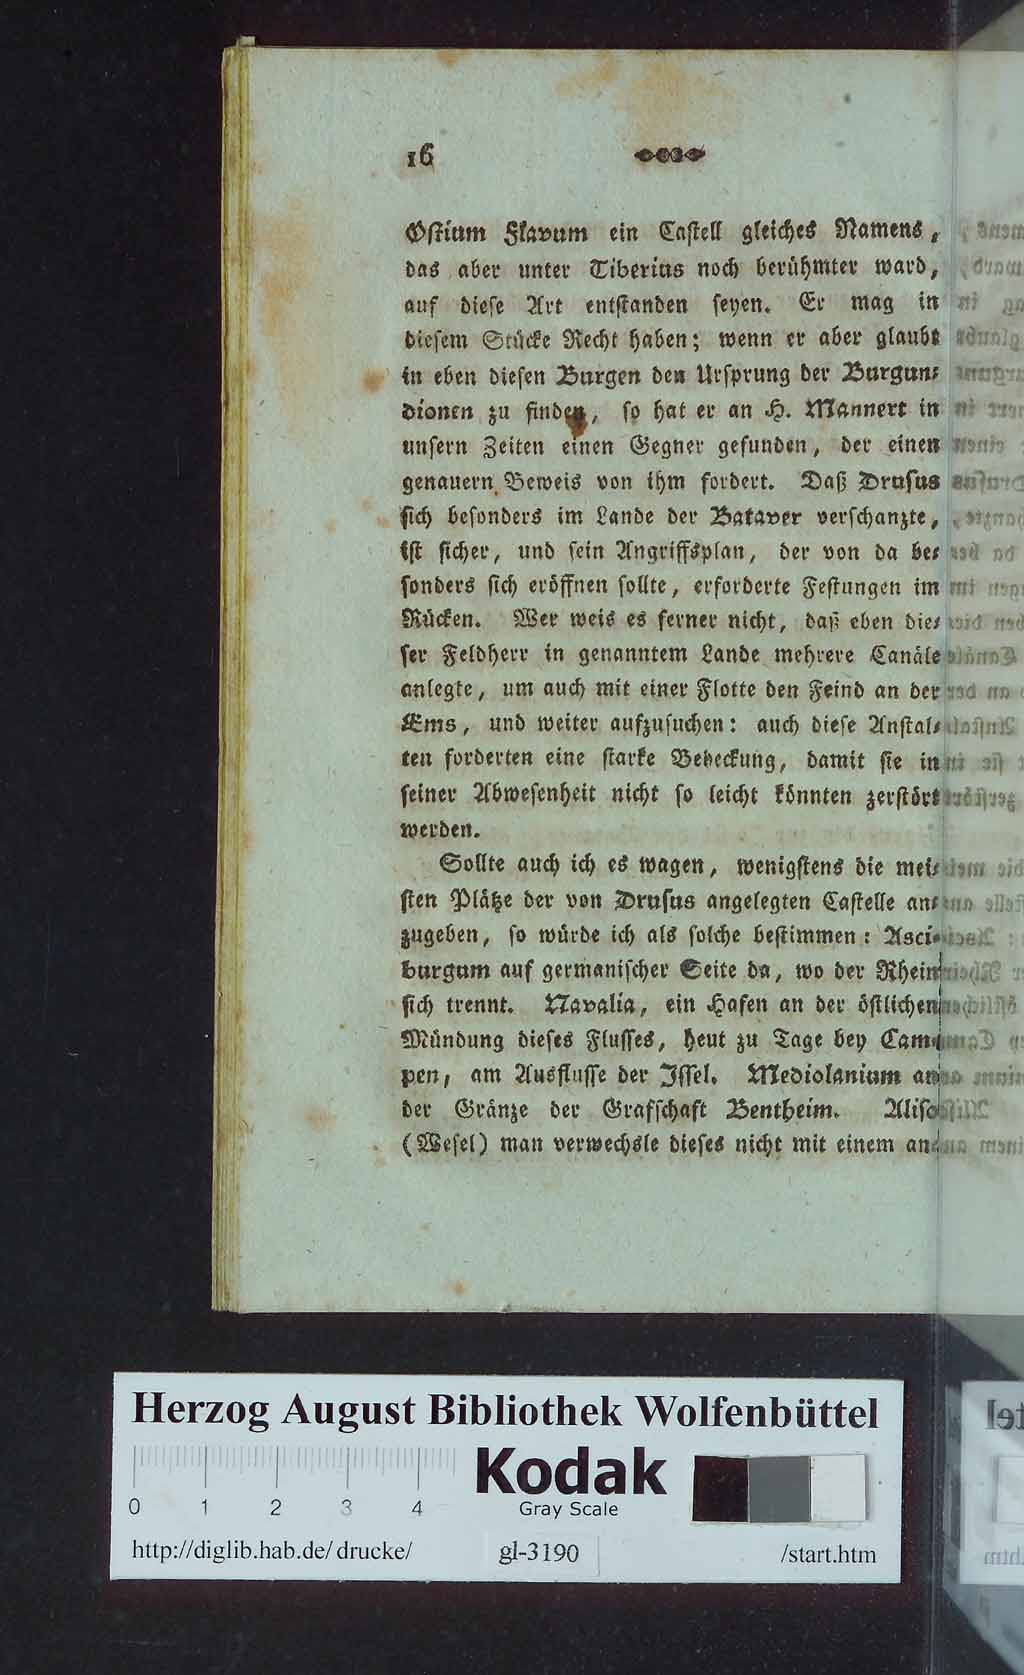 16
Ostium Flavum ein Castell gleiches Namens,
das aber unter Tiberius noch berühmter ward,
auf diese Art entstanden seyen. Er mag in
diesem Stücke Recht haben; wenn er aber glaubt
in eben diesen Burgen den Ursprung der Burgun-
dionen zu finden, so hat er an H. Mannert in
unsern Zeiten einen Gegner gefunden, der einen
genauern Beweis von ihm fordert. Daß Drusus
sich besonders im Lande der Bataver verschanzte,
ist sicher, und sein Angriffsplan, der von da be-
sonders sich eröffnen sollte, erforderte Festungen im
Rücken. Wer weis es ferner nicht, daß eben die-
ser Feldherr in genanntem Lande mehrere Canäle
anlegte, um auch mit einer Flotte den Feind an der
Ems, und weiter aufzusuchen: auch diese Anstal-
ten forderten eine starke Bedeckung, damit sie in
seiner Abwesenheit nicht so leicht könnten zerstört
werden.
Sollte auch ich es wagen, wenigstens die mei-
sten Plätze der von Drusus angelegten Castelle an-
zugeben, so würde ich als solche bestimmen: Asci-
burgum auf germanischer Seite da, wo der Rhein
sich trennt. Navalia, ein Hafen an der östlichen
Mündung dieses Flusses, heut zu Tage bey Cam-
pen, am Ausflusse der Issel. Mediolanium an
der Gränze der Grafschaft Bentheim. Aliso
(Wesel) man verwechsle dieses nicht mit einem an-
Herzog August Bibliothek Wolfenbüttel
Kodak
Gray Scale
0 1 2 3 4
http://diglib.hab.de/drucke/ gl-3190 /start.htm